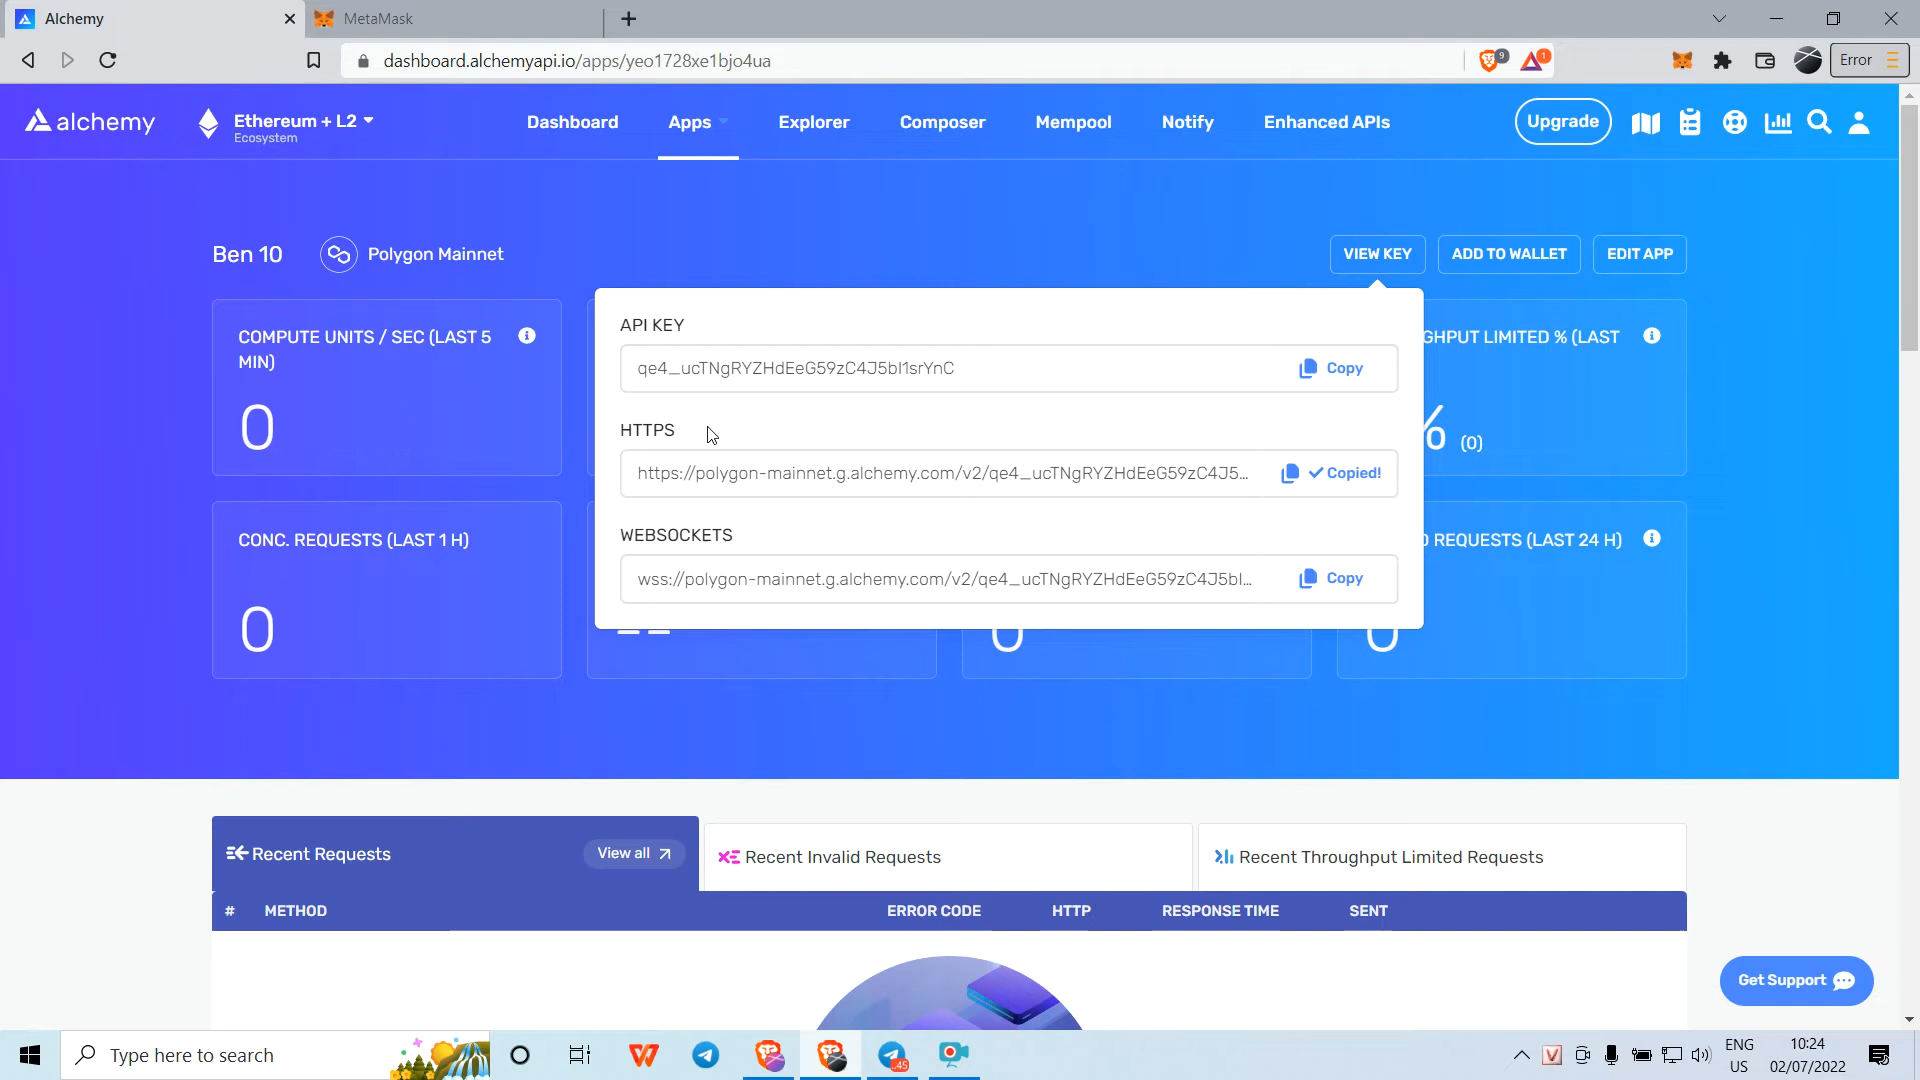 Alchemy
MetaMask
dashboard.alchemyapi.io/apps/yeo1728xe1bjo4ua
9
1
Error
alchemy
Ethereum + L2
Ecosystem
Dashboard
Apps
Explorer
Composer
Mempool
Notify
Enhanced APIs
Upgrade
Ben 10
Polygon Mainnet
VIEW KEY
ADD TO WALLET
EDIT APP
COMPUTE UNITS / SEC (LAST 5
MIN)
0
API KEY
qe4_ucTNgRYZHdEeG59zC4J5bI1srYnC
Copy
HTTPS
https://polygon-mainnet.g.alchemy.com/v2/qe4_ucTNgRYZHdEeG59zC4J5...
Copied!
WEBSOCKETS
wss://polygon-mainnet.g.alchemy.com/v2/qe4_ucTNgRYZHdEeG59zC4J5bI...
Copy
GHPUT LIMITED % (LAST
% (0)
CONC. REQUESTS (LAST 1 H)
0
--
0
REQUESTS (LAST 24 H)
0
Recent Requests
View all
Recent Invalid Requests
Recent Throughput Limited Requests
# METHOD ERROR CODE HTTP RESPONSE TIME SENT
Get Support
Type here to search
45
ENG
US
10:24
02/07/2022